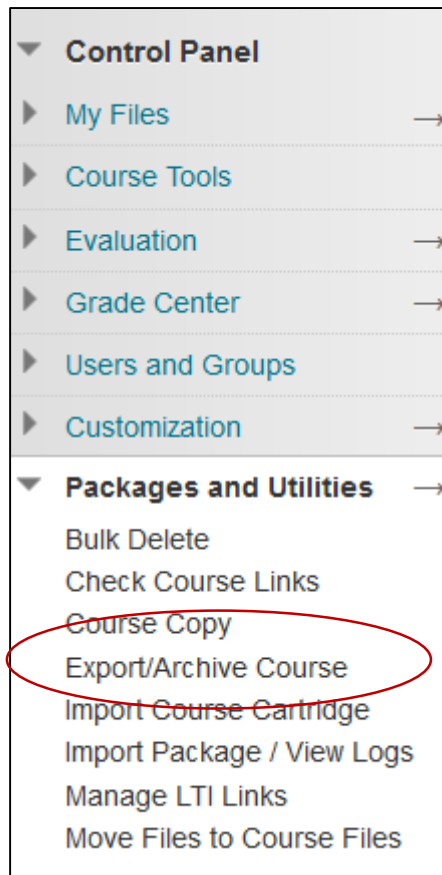 Control Panel
My Files
Course Tools
Evaluation
Grade Center
Users and Groups
Customization
Packages and Utilities
Bulk Delete
Check Course Links
Course Copy
Export/Archive Course
Import Course Cartridge
Import Package / View Logs
Manage LTI Links
Move Files to Course Files